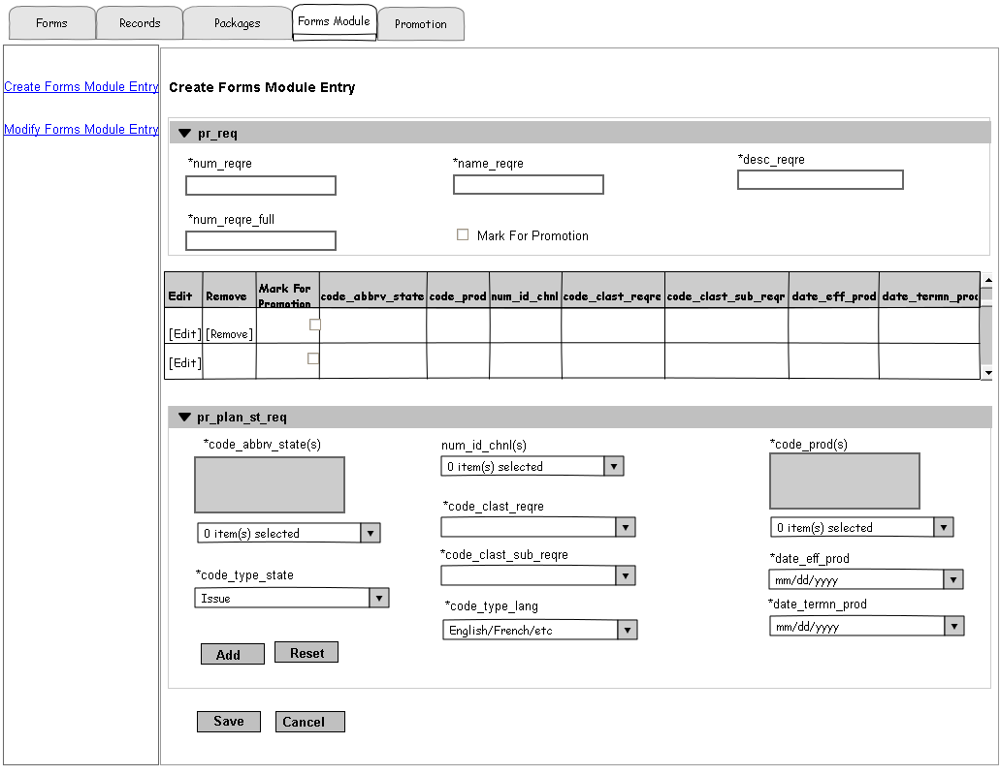 Forms Records Packages Forms Module Promotion
Create Forms Module Entry
Modify Forms Module Entry
Create Forms Module Entry
pr_req
*num_reqre *name_reqre *desc_reqre
*num_reqre_full
Mark For Promotion
Edit Remove Mark For Promotion code_abbrv_state code_prod num_id_chnl code_clast_reqre code_clast_sub_reqr date_eff_prod date_termn_prod
[Edit] [Remove]
[Edit]
pr_plan_st_req
*code_abbrv_state(s) num_id_chnl(s) *code_prod(s)
0 item(s) selected
*code_clast_reqre
0 item(s) selected 0 item(s) selected
*code_clast_sub_reqre *date_eff_prod
*code_type_state mm/dd/yyyy
Issue *code_type_lang *date_termn_prod
English/French/etc mm/dd/yyyy
Add Reset
Save Cancel